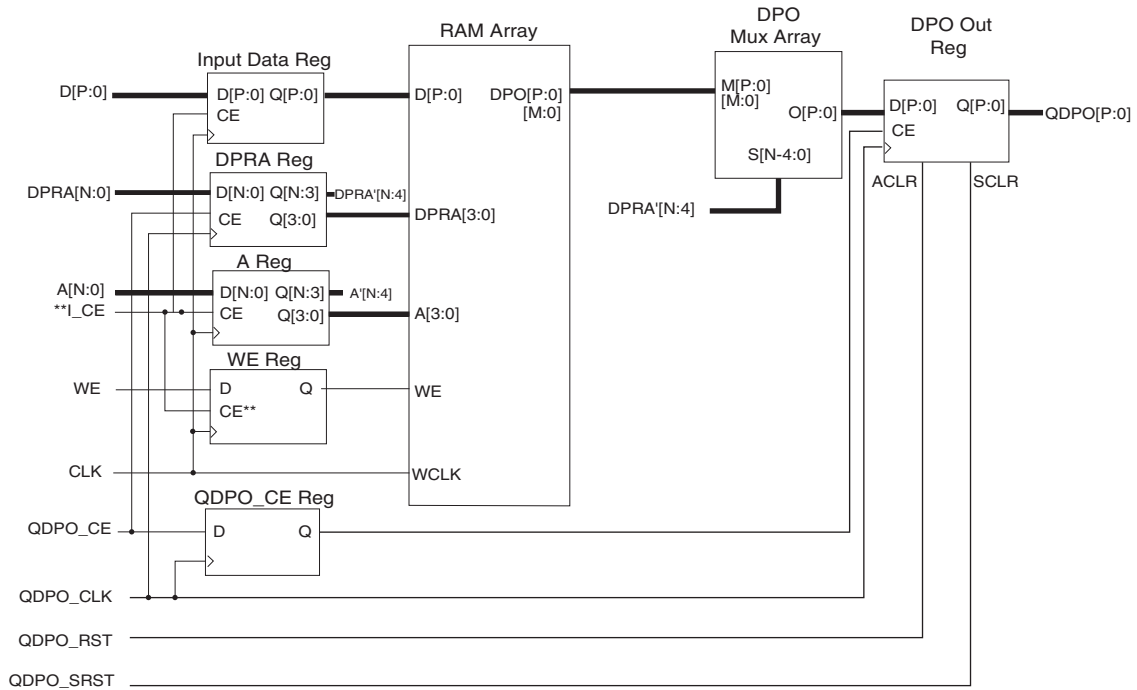 DPO
Mux Array
DPO Out
Reg
RAM Array
Input Data Reg
D[P:0]
D[P:0] Q[P:0]
CE
D[P:0]
DPO[P:0]
[M:0]
M[P:0]
[M:0]
O[P:0]
S[N-4:0]
D[P:0] Q[P:0]
CE
QDPO[P:0]
ACLR
SCLR
DPRA Reg
DPRA[N:0]
D[N:0] Q[N:3]
DPRA'[N:4]
CE
Q[3:0]
DPRA[3:0]
DPRA'[N:4]
A Reg
A[N:0]
D[N:0] Q[N:3]
A'[N:4]
**I_CE
CE
Q[3:0]
A[3:0]
WE Reg
WE
D
Q
WE
CE**
CLK
WCLK
QDPO_CE Reg
QDPO_CE
D
Q
QDPO_CLK
QDPO_RST
QDPO_SRST